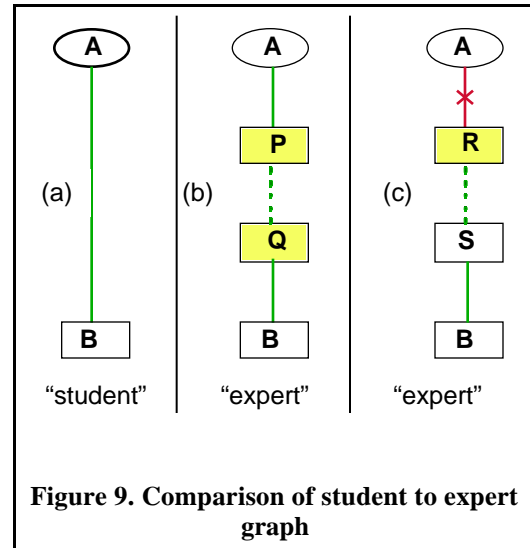 A A A
P R
(a) (b) (c)
Q S
B B B
“student” “expert” “expert”
Figure 9. Comparison of student to expert
graph